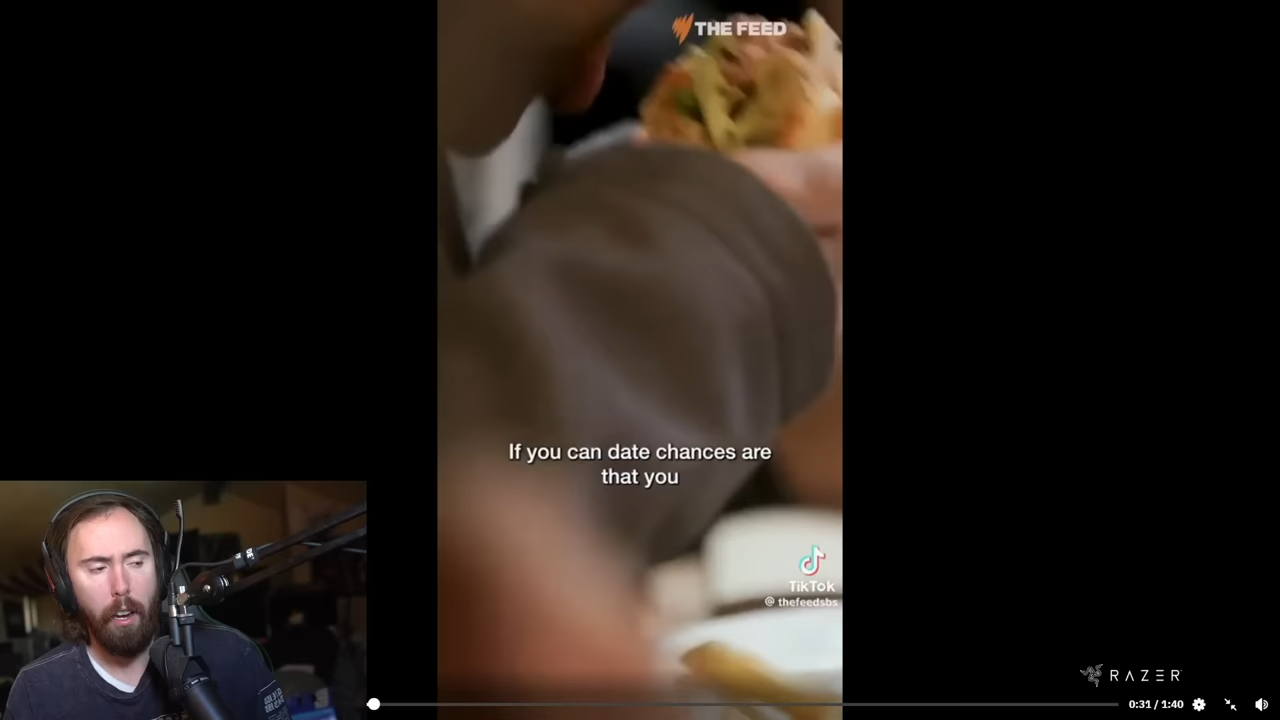 THE FEED
If you can date chances are
that you
TikTok
@ thefeedsbs
RAZER
0:31 / 1:40